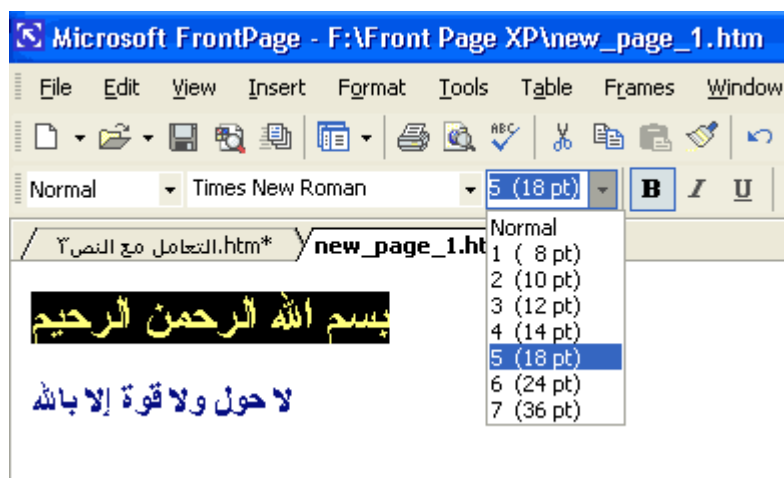 Microsoft FrontPage - F:\Front Page XP\new_page_1.htm
File Edit View Insert Format Tools Table Frames Window
ABC
Normal Times New Roman 5 (18 pt) B I U
التعامل مع النص٢.htm* new_page_1.ht
Normal
1 ( 8 pt)
2 (10 pt)
3 (12 pt)
4 (14 pt)
5 (18 pt)
6 (24 pt)
7 (36 pt)
بسم الله الرحمن الرحيم
لا حول ولا قوة إلا بالله